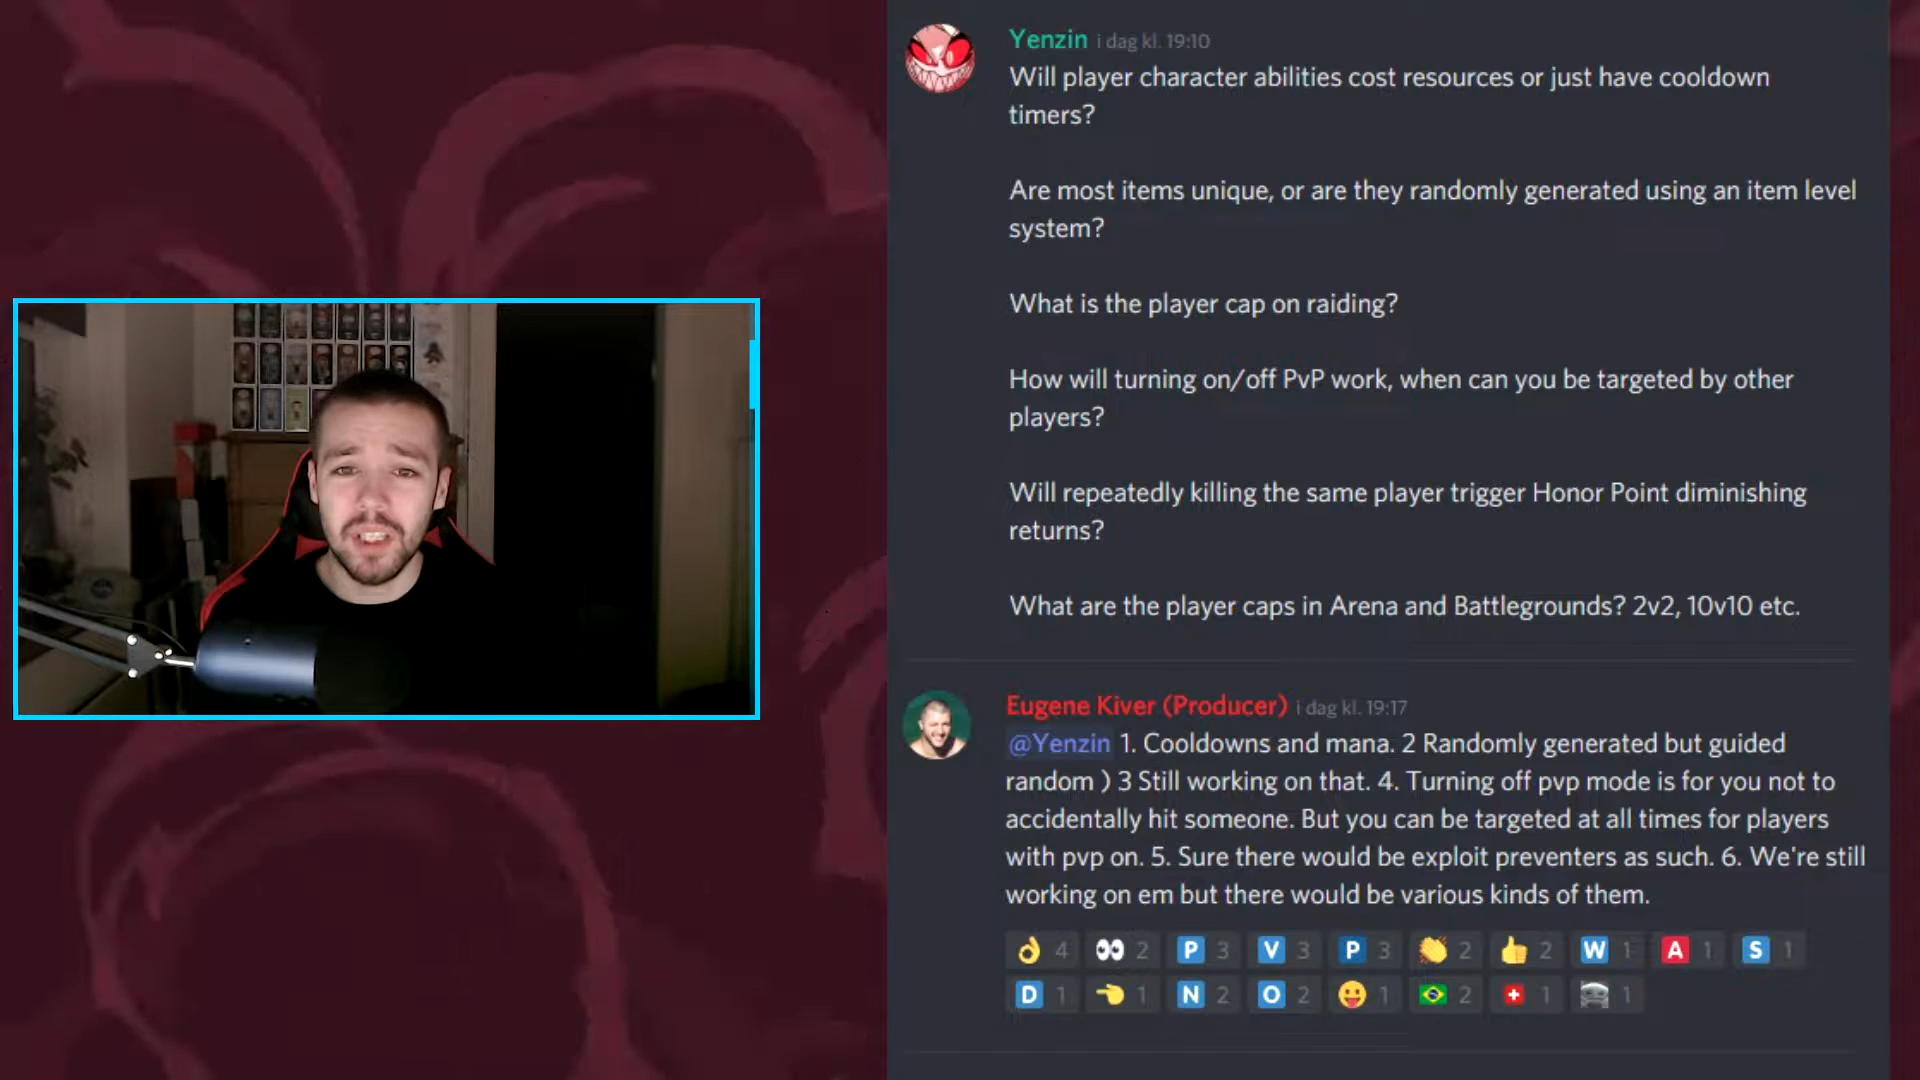 Yenzin i dag kl. 19:10
Will player character abilities cost resources or just have cooldown
timers?
Are most items unique, or are they randomly generated using an item level
system?
What is the player cap on raiding?
How will turning on/off PvP work, when can you be targeted by other
players?
Will repeatedly killing the same player trigger Honor Point diminishing
returns?
What are the player caps in Arena and Battlegrounds? 2v2, 10v10 etc.
Eugene Kiver (Producer) i dag kl. 19:17
@Yenzin 1. Cooldowns and mana. 2 Randomly generated but guided
random ) 3 Still working on that. 4. Turning off pvp mode is for you not to
accidentally hit someone. But you can be targeted at all times for players
with pvp on. 5. Sure there would be exploit preventers as such. 6. We're still
working on em but there would be various kinds of them.
4 2 P 3 V 3 P 3 2 2 W 1 A 1 S 1
D 1 1 N 2 O 2 1 2 1 1